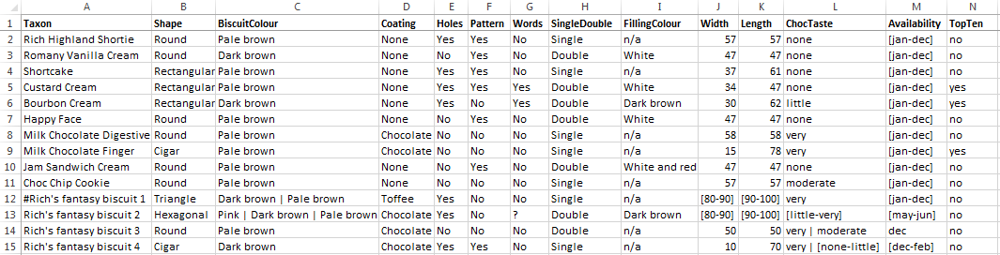 A B C D E F G H I J K L M N
1 Taxon Shape BiscuitColour Coating Holes Pattern Words SingleDouble FillingColour Width Length ChocTaste Availability TopTen
2 Rich Highland Shortie Round Pale brown None Yes Yes No Single n/a 57 57 none [jan-dec] no
3 Romany Vanilla Cream Round Dark brown None No Yes No Double White 47 47 none [jan-dec] no
4 Shortcake Rectangular Pale brown None Yes Yes No Single n/a 37 61 none [jan-dec] no
5 Custard Cream Rectangular Pale brown None Yes Yes Yes Double White 34 47 none [jan-dec] yes
6 Bourbon Cream Rectangular Dark brown None Yes No Yes Double Dark brown 30 62 little [jan-dec] yes
7 Happy Face Round Pale brown None No Yes No Double White 47 47 none [jan-dec] no
8 Milk Chocolate Digestive Round Pale brown Chocolate No No No Single n/a 58 58 very [jan-dec] no
9 Milk Chocolate Finger Cigar Pale brown Chocolate No No No Single n/a 15 78 very [jan-dec] yes
10 Jam Sandwich Cream Round Pale brown None Yes No No Double White and red 47 47 none [jan-dec] no
11 Choc Chip Cookie Round Pale brown None No No No Single n/a 57 57 moderate [jan-dec] no
12 #Rich's fantasy biscuit 1 Triangle Dark brown | Pale brown Toffee Yes No No Single n/a [80-90] [90-100] very [jan-dec] no
13 Rich's fantasy biscuit 2 Hexagonal Pink | Dark brown | Pale brown Chocolate Yes No ? Double Dark brown [80-90] [90-100] [little-very] [may-jun] no
14 Rich's fantasy biscuit 3 Round Pale brown Chocolate No No No Single n/a 50 50 very | moderate dec no
15 Rich's fantasy biscuit 4 Cigar Dark brown Chocolate Yes No No Single n/a 10 70 very | [none-little] [dec-feb] no